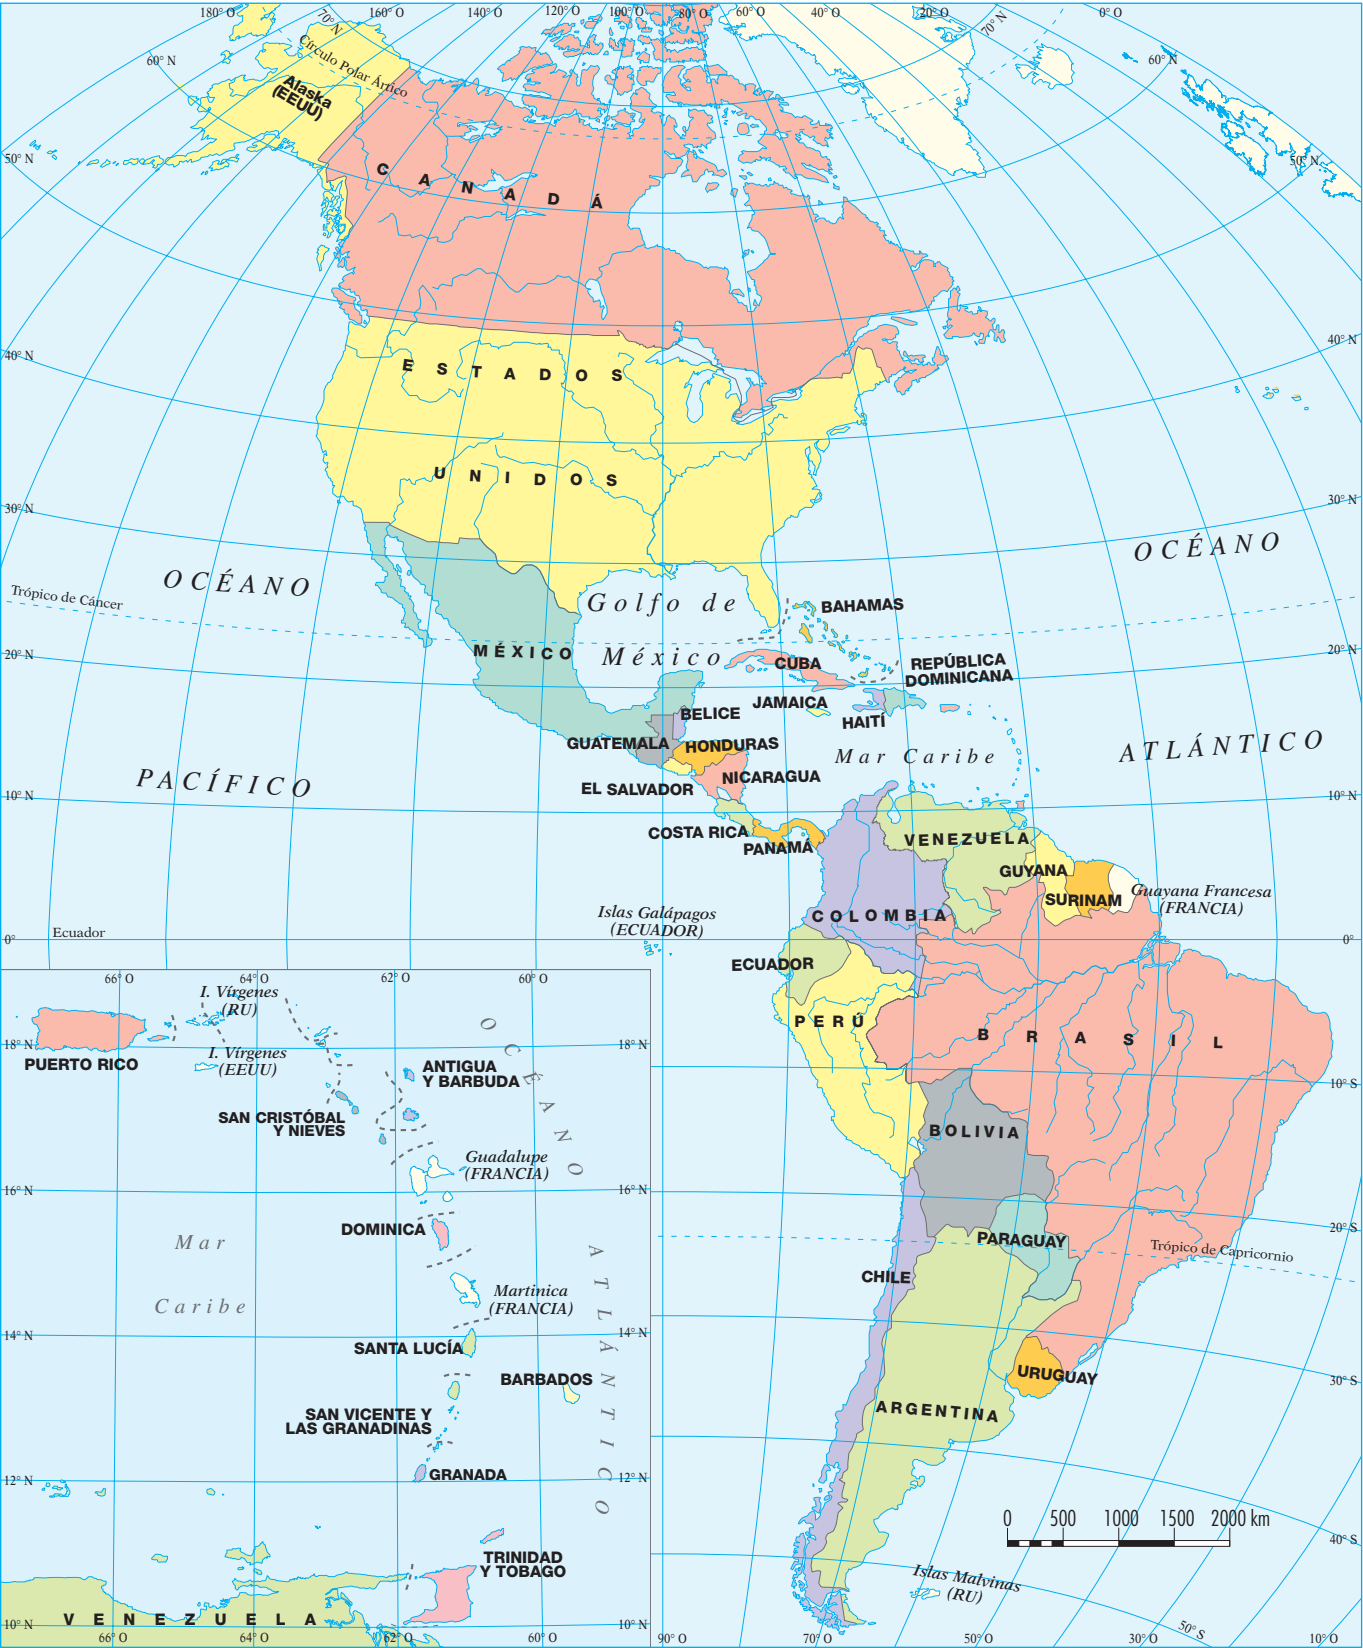 180° O
70° N
160° O
140° O
120° O
100° O
80° O
60° O
40° O
20° O
70° N
0° O
60° N
60° N
Círculo Polar Ártico
Alaska
(EEUU)
50° N
50° N
C A N A D Á
40° N
40° N
E S T A D O S
U N I D O S
30° N
30° N
OCÉANO
OCÉANO
Trópico de Cáncer
Golfo de
México
BAHAMAS
20° N
20° N
MÉXICO
CUBA
REPÚBLICA
DOMINICANA
JAMAICA
HAITÍ
BELICE
GUATEMALA
HONDURAS
Mar Caribe
ATLÁNTICO
PACÍFICO
NICARAGUA
EL SALVADOR
10° N
10° N
COSTA RICA
PANAMÁ
VENEZUELA
GUYANA
SURINAM
Guayana Francesa
(FRANCIA)
COLOMBIA
Islas Galápagos
(ECUADOR)
Ecuador
0°
0°
ECUADOR
PERÚ
B R A S I L
10° S
BOLIVIA
20° S
PARAGUAY
Trópico de Capricornio
CHILE
URUGUAY
30° S
ARGENTINA
0 500 1000 1500 2000 km
40° S
Islas Malvinas
(RU)
50° S
90° O
70° O
50° O
30° O
10° O
66° O
64° O
62° O
60° O
I. Vírgenes
(RU)
18° N
18° N
I. Vírgenes
(EEUU)
PUERTO RICO
ANTIGUA
Y BARBUDA
SAN CRISTÓBAL
Y NIEVES
OCÉANO
Guadalupe
(FRANCIA)
16° N
16° N
DOMINICA
Mar
Caribe
Martinica
(FRANCIA)
ATLÁNTICO
14° N
14° N
SANTA LUCÍA
BARBADOS
SAN VICENTE Y
LAS GRANADINAS
GRANADA
12° N
12° N
TRINIDAD
Y TOBAGO
VENEZUELA
10° N
10° N
66° O
64° O
62° O
60° O